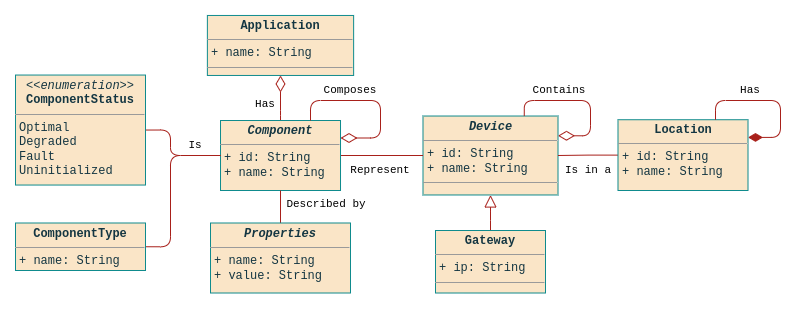 Application
+ name: String
Has
Composes
<<enumeration>>
ComponentStatus
Optimal
Degraded
Fault
Uninitialized
Is
Component
+ id: String
+ name: String
Represent
Contains
Device
+ id: String
+ name: String
Is in a
Has
Location
+ id: String
+ name: String
Described by
ComponentType
+ name: String
Properties
+ name: String
+ value: String
Gateway
+ ip: String